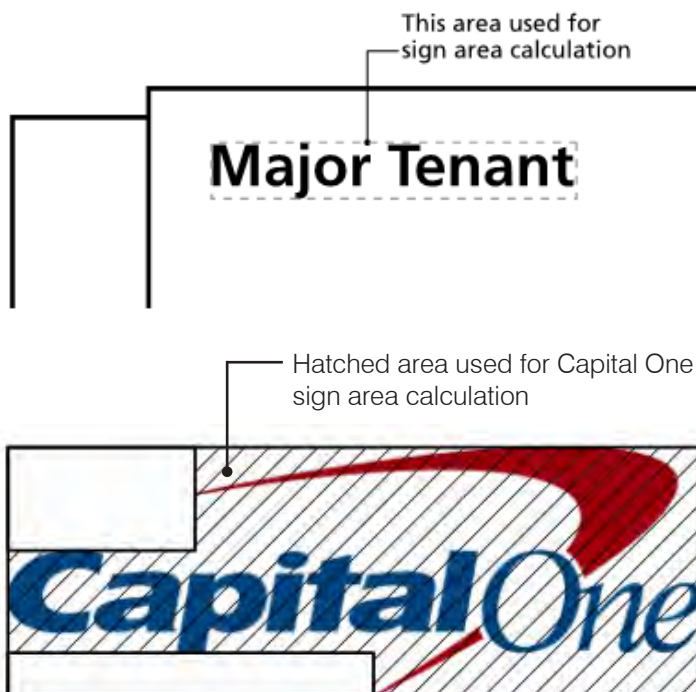 This area used for
sign area calculation
Major Tenant
Hatched area used for Capital One
sign area calculation
CapitalOne